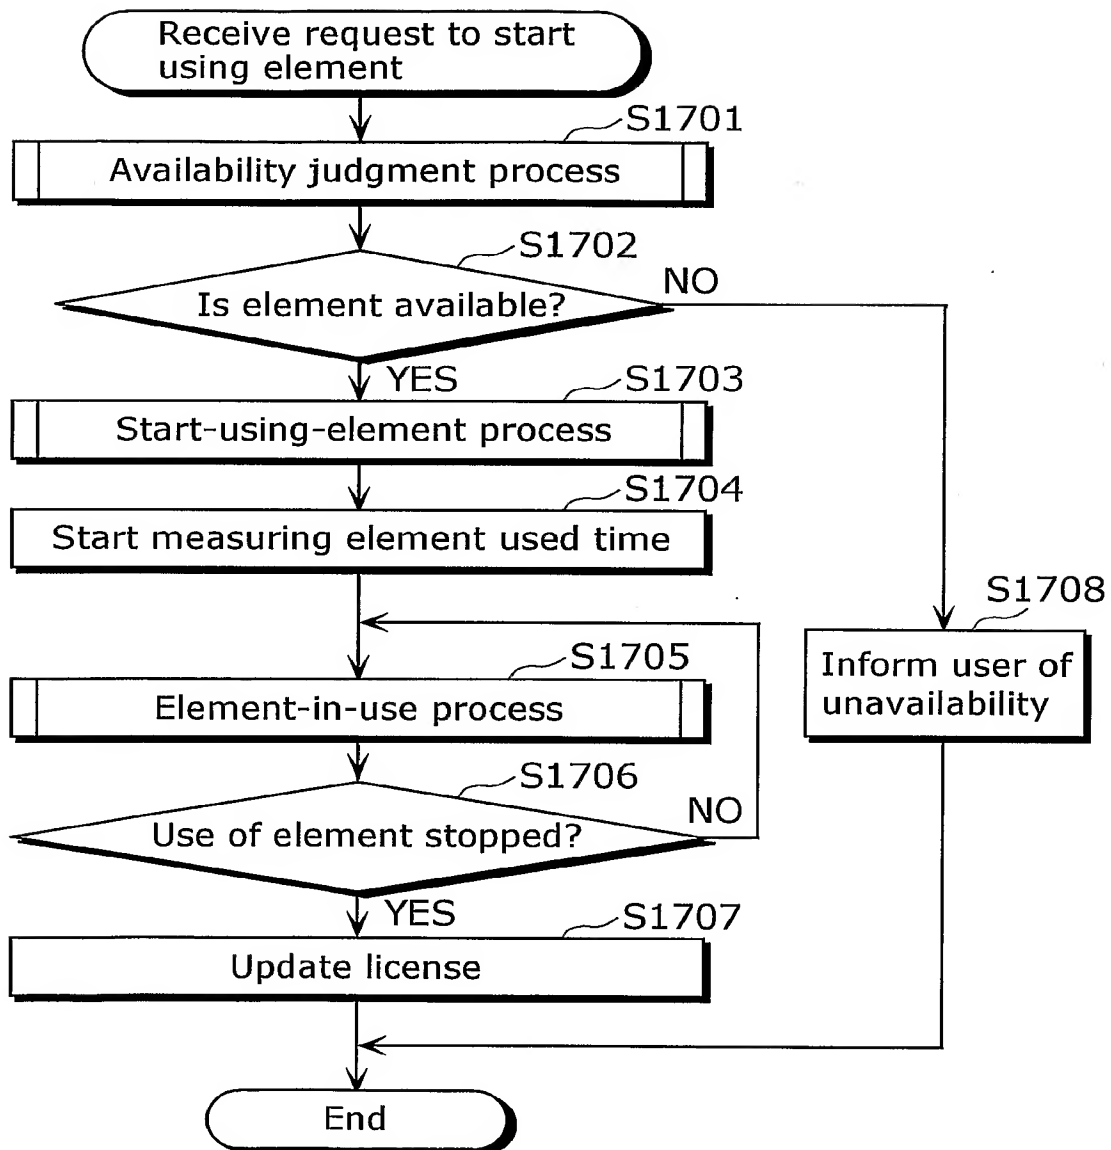 Receive request to start
using element
S1701
Availability judgment process
S1702
Is element available?
NO
YES
S1703
Start-using-element process
S1704
Start measuring element used time
S1708
Inform user of
unavailability
S1705
Element-in-use process
S1706
Use of element stopped?
NO
YES
S1707
Update license
End